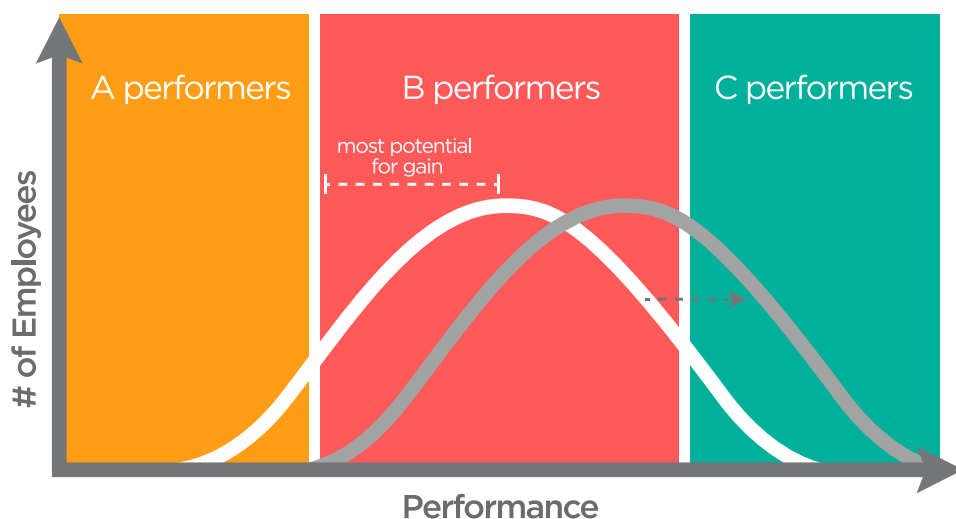 A performers
B performers
C performers
most potential
for gain
# of Employees
Performance